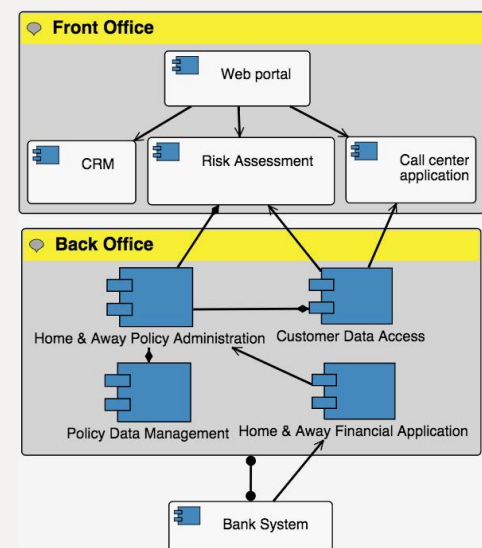 Front Office
Web portal
CRM
Risk Assessment
Call center
application
Back Office
Home & Away Policy Administration
Customer Data Access
Policy Data Management
Home & Away Financial Application
Bank System